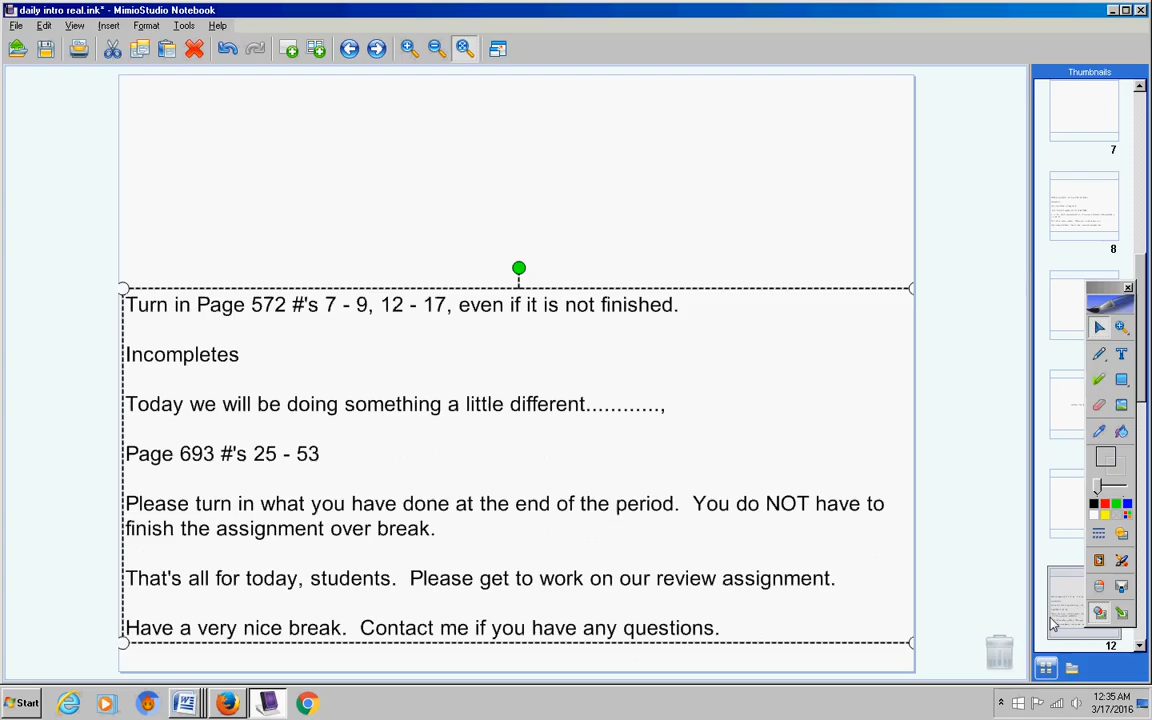 daily intro real.ink* - MimioStudio Notebook
File Edit View Insert Format Tools Help
Thumbnails
7
8
Turn in Page 572 #'s 7 - 9, 12 - 17, even if it is not finished.
Incompletes
Today we will be doing something a little different............,
Page 693 #'s 25 - 53
Please turn in what you have done at the end of the period. You do NOT have to
finish the assignment over break.
That's all for today, students. Please get to work on our review assignment.
Have a very nice break. Contact me if you have any questions.
12
Start
12:35 AM
3/17/2016